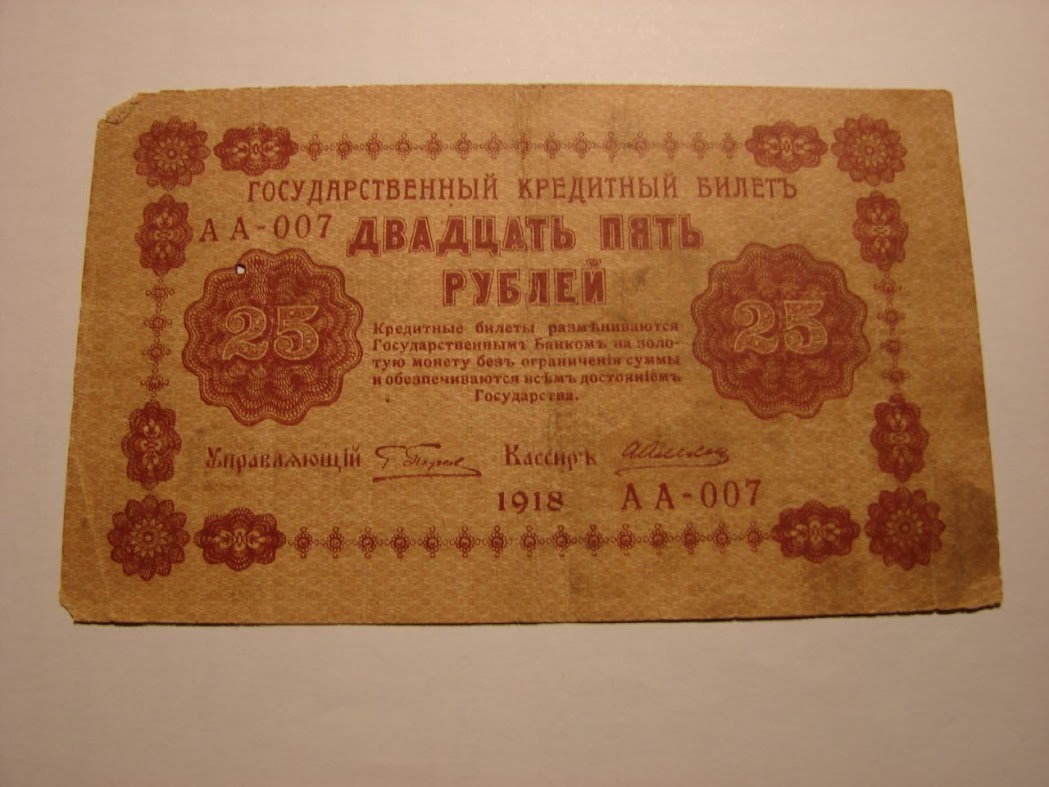 ГОСУДАРСТВЕННЫЙ КРЕДИТНЫЙ БИЛЕТЪ
АА-007
ДВАДЦАТЬ ПЯТЬ
РУБЛЕЙ
25
25
Кредитные билеты размѣниваются
Государственнымъ Банкомъ на золо-
тую монету безъ ограниченія суммы
и обезпечиваются всѣмъ достояніемъ
Государства.
Управляющій
Кассиръ
1918
АА-007